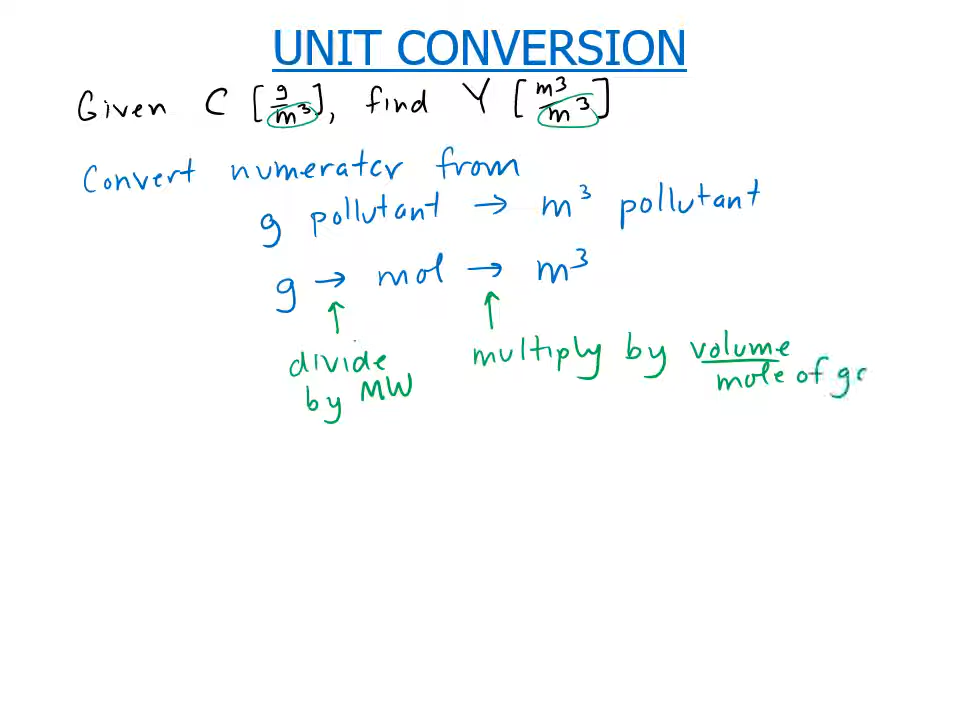 UNIT CONVERSION
Given C [g/m³], find Y [m³/m³]
Convert numerator from
g pollutant → m³ pollutant
g → mol → m³
divide by MW
multiply by volume/mole of